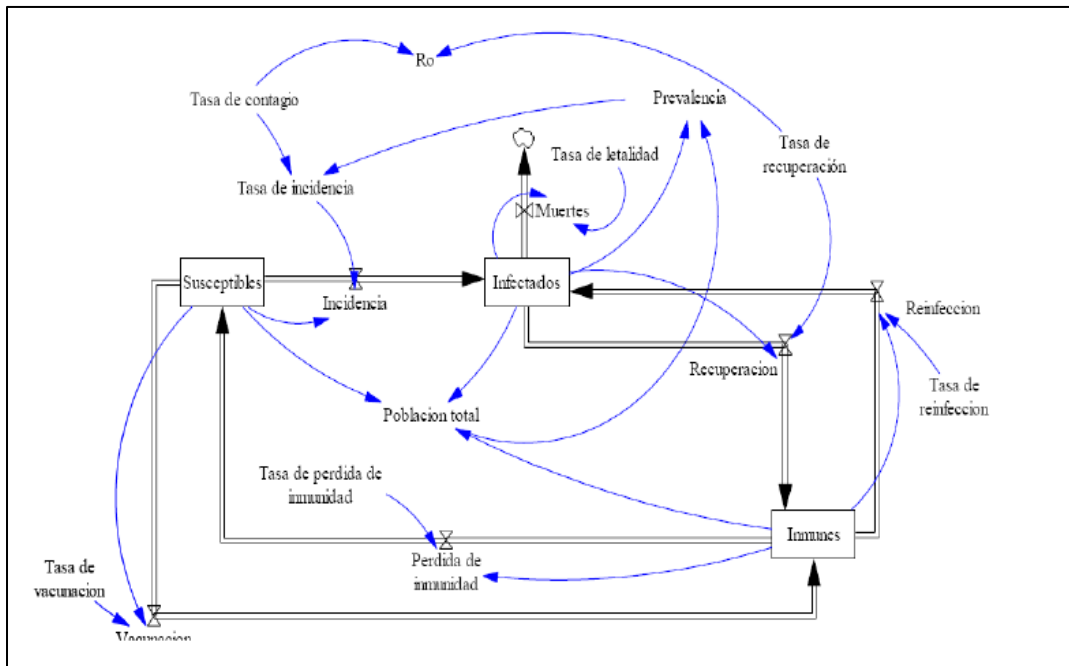 Ro
Tasa de contagio
Prevalencia
Tasa de
recuperación
Tasa de letalidad
Tasa de incidencia
Muertes
Susceptibles
Infectados
Incidencia
Reinfeccion
Recuperacion
Tasa de
reinfeccion
Poblacion total
Tasa de perdida de
inmunidad
Inmunes
Perdida de
inmunidad
Tasa de
vacunacion
Vacunacion